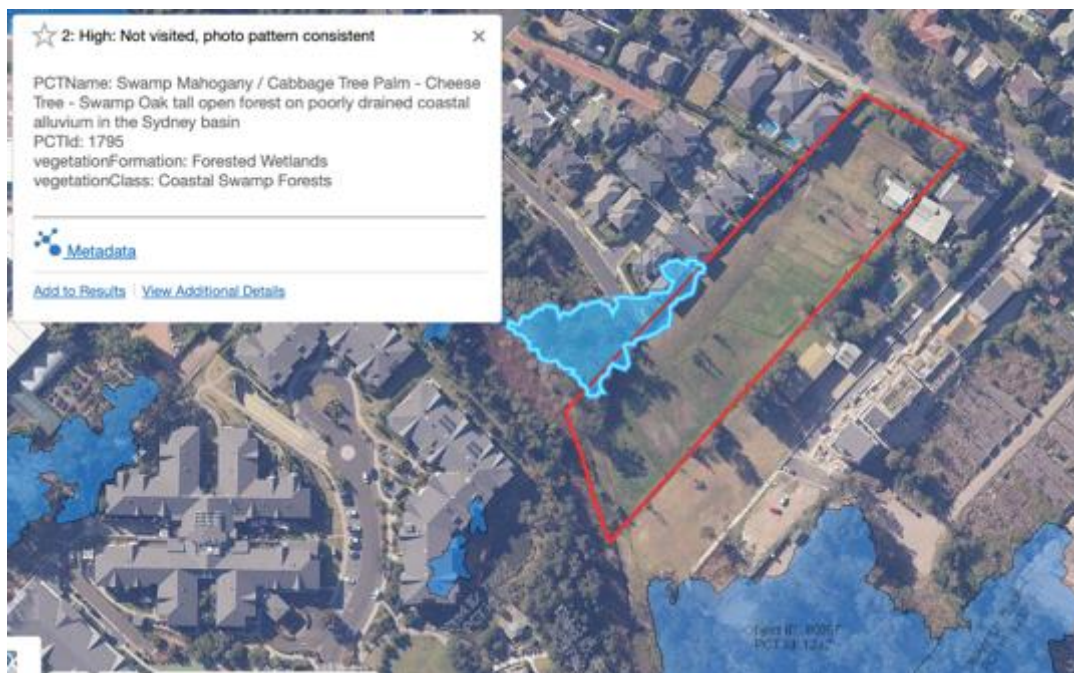 2: High: Not visited, photo pattern consistent
PCTName: Swamp Mahogany / Cabbage Tree Palm - Cheese
Tree - Swamp Oak tall open forest on poorly drained coastal
alluvium in the Sydney basin
PCTId: 1795
vegetationFormation: Forested Wetlands
vegetationClass: Coastal Swamp Forests
Metadata
Add to Results | View Additional Details